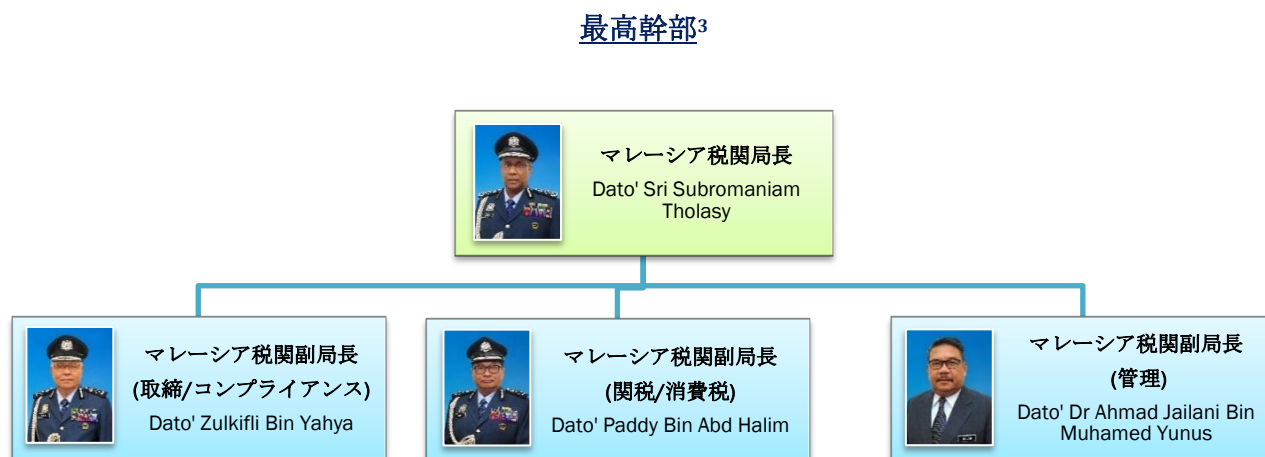 最高幹部³
マレーシア税関局長
Dato' Sri Subromaniam
Tholasy
マレーシア税関副局長
(取締/コンプライアンス)
Dato' Zulkifli Bin Yahya
マレーシア税関副局長
(関税/消費税)
Dato' Paddy Bin Abd Halim
マレーシア税関副局長
(管理)
Dato' Dr Ahmad Jailani Bin
Muhamed Yunus